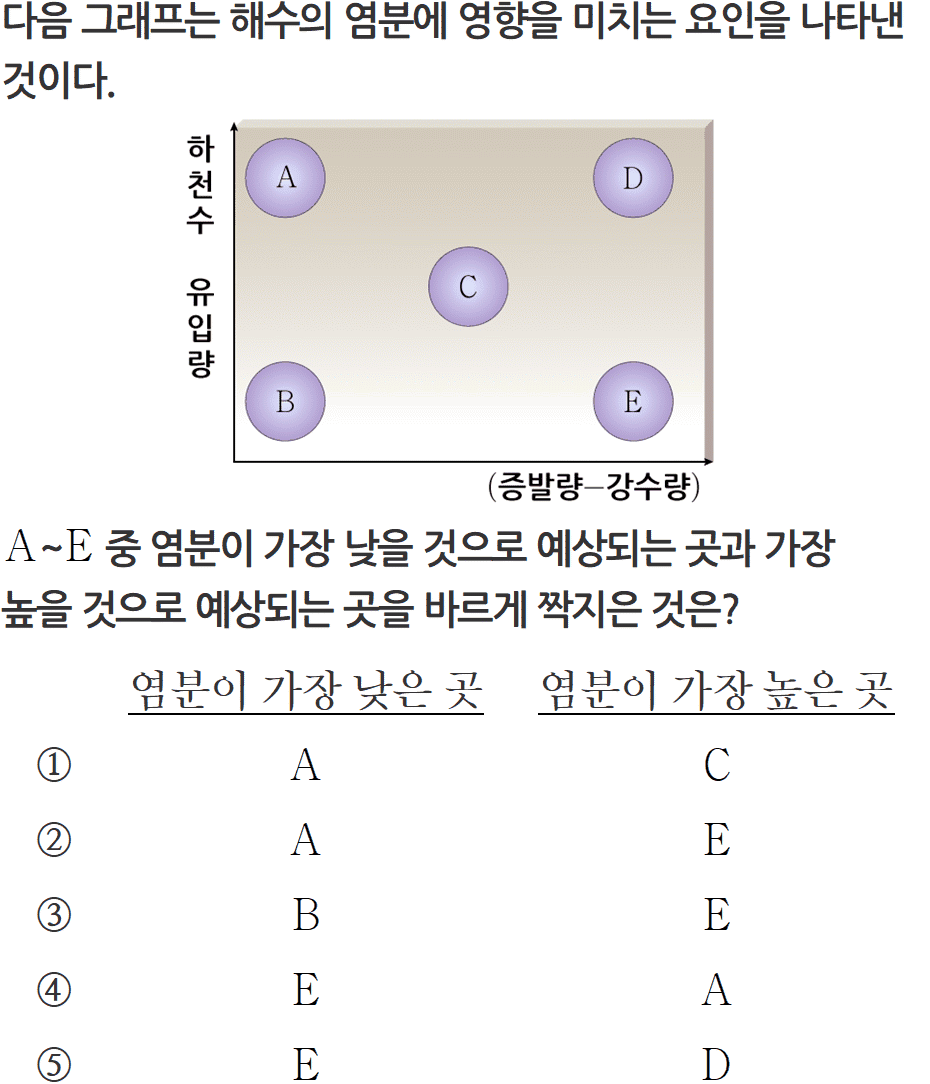 다음 그래프는 해수의 염분에 영향을 미치는 요인을 나타낸
것이다.
하천수 유입량
A
D
C
B
E
(증발량-강수량)
A~E 중 염분이 가장 낮을 것으로 예상되는 곳과 가장
높을 것으로 예상되는 곳을 바르게 짝지은 것은?
염분이 가장 낮은 곳 염분이 가장 높은 곳
① A C
② A E
③ B E
④ E A
⑤ E D